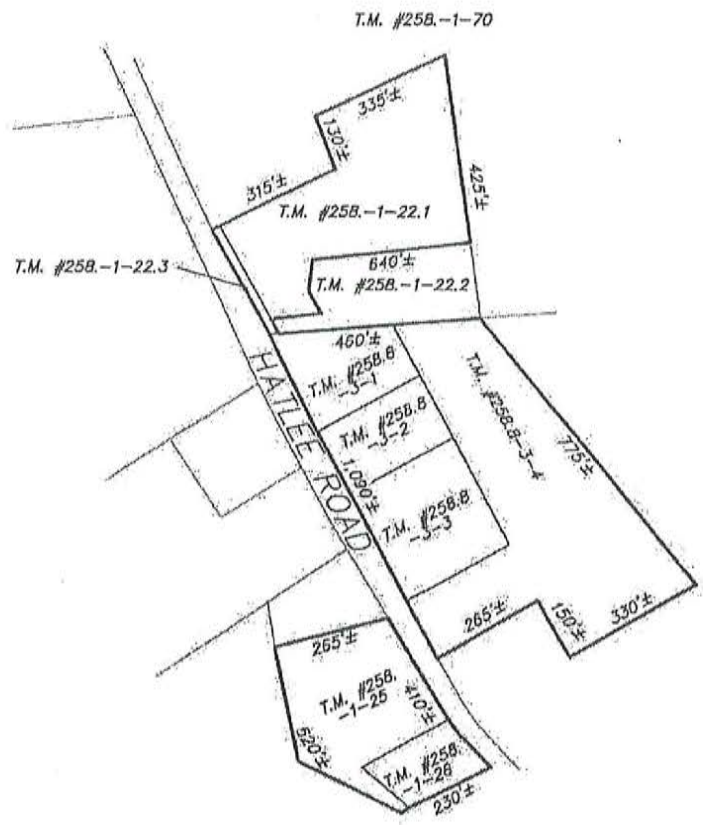 T.M. #258.-1-70
335'±
130'±
315'±
425'±
T.M. #258.-1-22.1
T.M. #258.-1-22.3
640'±
T.M. #258.-1-22.2
460'±
T.M. #258.8
-3-1
T.M. #258.8
-3-2
T.M. #258.8
-3-3
T.M. #258.8.-3-4
775'±
HATLEE ROAD
1,090'±
265'±
150'±
330'±
265'±
T.M. #258.
-1-25
410'±
520'±
T.M. #258.
-1-26
230'±